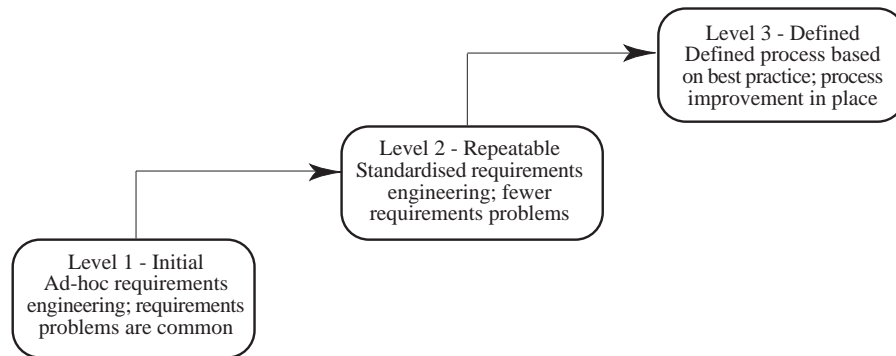 Level 3 - Defined
Defined process based
on best practice; process
improvement in place
Level 2 - Repeatable
Standardised requirements
engineering; fewer
requirements problems
Level 1 - Initial
Ad-hoc requirements
engineering; requirements
problems are common